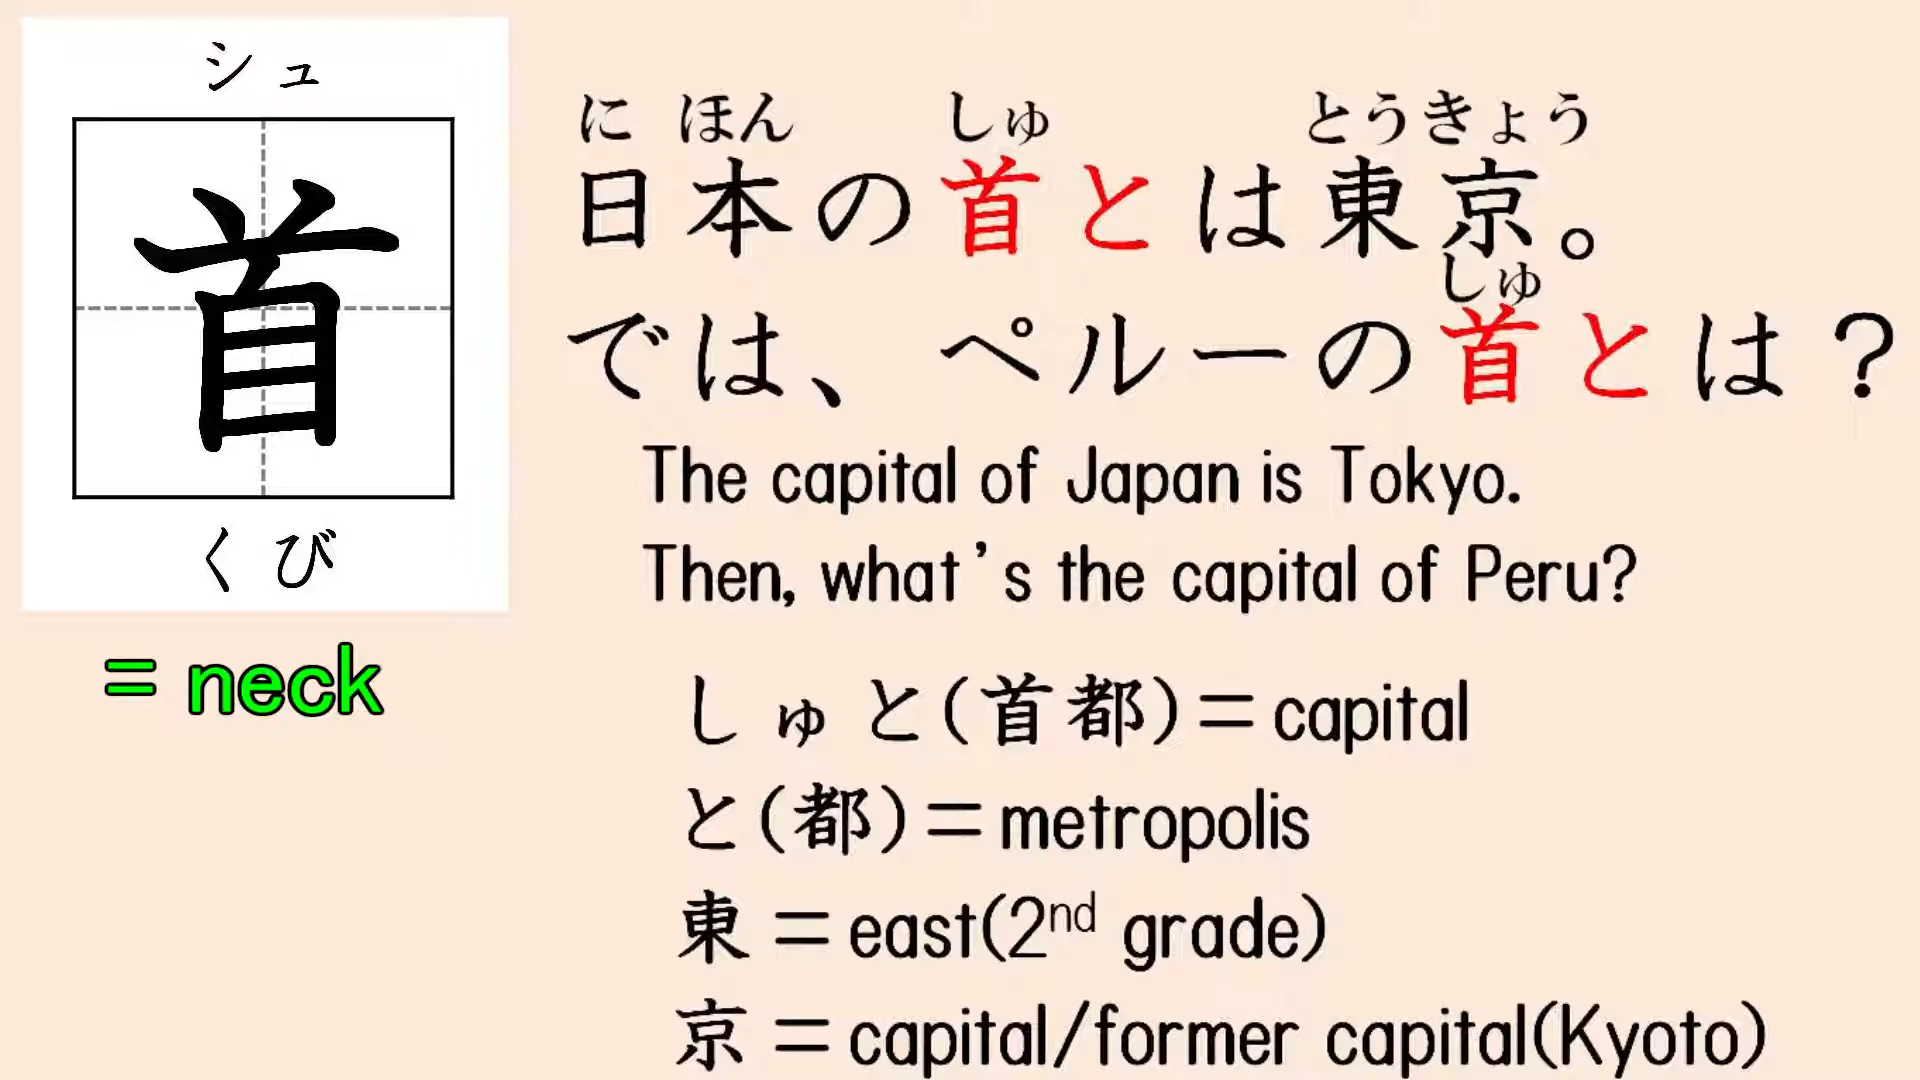 シュ
首
くび
= neck
に ほん しゅ とうきょう
日本の首とは東京。
しゅ
では、ペルーの首とは？
The capital of Japan is Tokyo.
Then, what's the capital of Peru?
しゅと(首都)＝capital
と(都)＝metropolis
東＝east(2nd grade)
京＝capital/former capital(Kyoto)